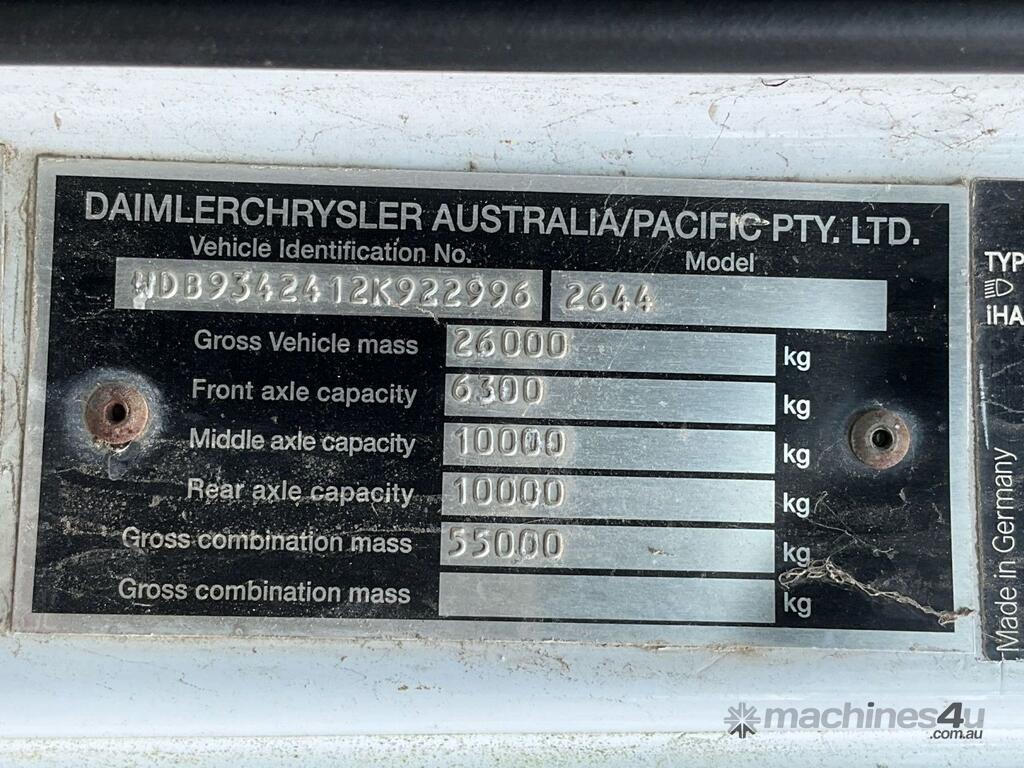 DAIMLERCHRYSLER AUSTRALIA/PACIFIC PTY. LTD.
Vehicle Identification No. Model
WDB9342412K922996 2644
Gross Vehicle mass 26000 kg
Front axle capacity 6300 kg
Middle axle capacity 10000 kg
Rear axle capacity 10000 kg
Gross combination mass 55000 kg
Gross combination mass kg
TYP
iHA
Made in Germany
machines4u
.com.au